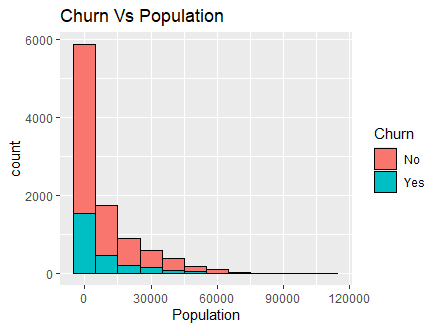 Churn Vs Population
6000
4000
2000
0
count
0 30000 60000 90000 120000
Population
Churn
No
Yes